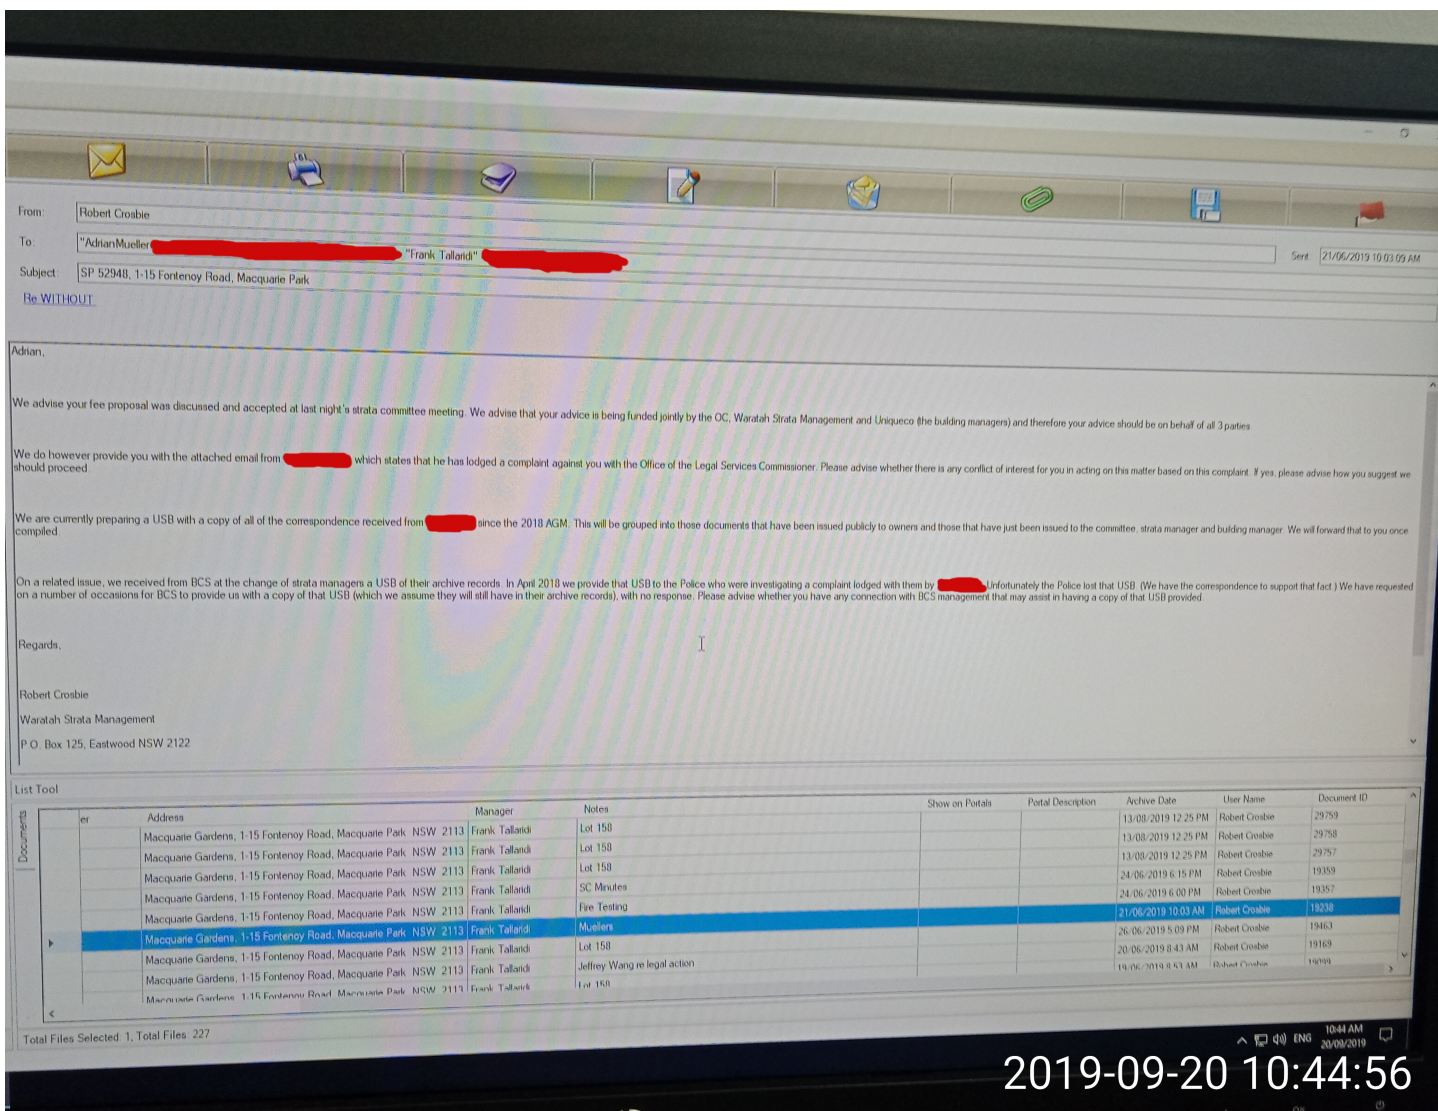 From:
Robert Crosbie
To
"AdrianMueller "Frank Tallaridi"
Sent
21/06/2019 10 03 09 AM
Subject
SP 52948, 1-15 Fontenoy Road, Macquarie Park
Re WITHOUT
Adrian,
We advise your fee proposal was discussed and accepted at last night's strata committee meeting. We advise that your advice is being funded jointly by the OC, Waratah Strata Management and Uniqueco (the building managers) and therefore your advice should be on behalf of all 3 parties
We do however provide you with the attached email from which states that he has lodged a complaint against you with the Office of the Legal Services Commissioner. Please advise whether there is any conflict of interest for you in acting on this matter based on this complaint. If yes, please advise how you suggest we
should proceed
We are currently preparing a USB with a copy of all of the correspondence received from since the 2018 AGM. This will be grouped into those documents that have been issued publicly to owners and those that have just been issued to the committee, strata manager and building manager. We will forward that to you once
compiled
On a related issue, we received from BCS at the change of strata managers a USB of their archive records. In April 2018 we provide that USB to the Police who were investigating a complaint lodged with them by Unfortunately the Police lost that USB. (We have the correspondence to support that fact.) We have requested
on a number of occasions for BCS to provide us with a copy of that USB (which we assume they will still have in their archive records), with no response. Please advise whether you have any connection with BCS management that may assist in having a copy of that USB provided
Regards,
Robert Crosbie
Waratah Strata Management
P O. Box 125, Eastwood NSW 2122
List Tool
Documents
er Address Manager Notes Show on Portals Portal Description Archive Date User Name Document ID
Macquarie Gardens, 1-15 Fontenoy Road, Macquarie Park NSW 2113 Frank Tallaridi Lot 158 13/08/2019 12 25 PM Robert Crosbie 29759
Macquarie Gardens, 1-15 Fontenoy Road, Macquarie Park NSW 2113 Frank Tallaridi Lot 158 13/08/2019 12 25 PM Robert Crosbie 29758
Macquarie Gardens, 1-15 Fontenoy Road, Macquarie Park NSW 2113 Frank Tallaridi Lot 158 13/08/2019 12 25 PM Robert Crosbie 29757
Macquarie Gardens, 1-15 Fontenoy Road, Macquarie Park NSW 2113 Frank Tallaridi SC Minutes 24/06/2019 6 15 PM Robert Crosbie 19359
Macquarie Gardens, 1-15 Fontenoy Road, Macquarie Park NSW 2113 Frank Tallaridi Fire Testing 24/06/2019 6 00 PM Robert Crosbie 19357
Macquarie Gardens, 1-15 Fontenoy Road, Macquarie Park NSW 2113 Frank Tallaridi Muellers 21/06/2019 10 03 AM Robert Crosbie 19238
Macquarie Gardens, 1-15 Fontenoy Road, Macquarie Park NSW 2113 Frank Tallaridi Lot 158 26/06/2019 5 09 PM Robert Crosbie 19463
Macquarie Gardens, 1-15 Fontenoy Road, Macquarie Park NSW 2113 Frank Tallaridi Jeffrey Wang re legal action 20/06/2019 8 43 AM Robert Crosbie 19169
Macquarie Gardens, 1-15 Fontenoy Road, Macquarie Park NSW 2113 Frank Tallaridi Lot 158 Robert Crosbie
Total Files Selected: 1, Total Files: 227
ENG
10:44 AM
20/09/2019
2019-09-20 10:44:56